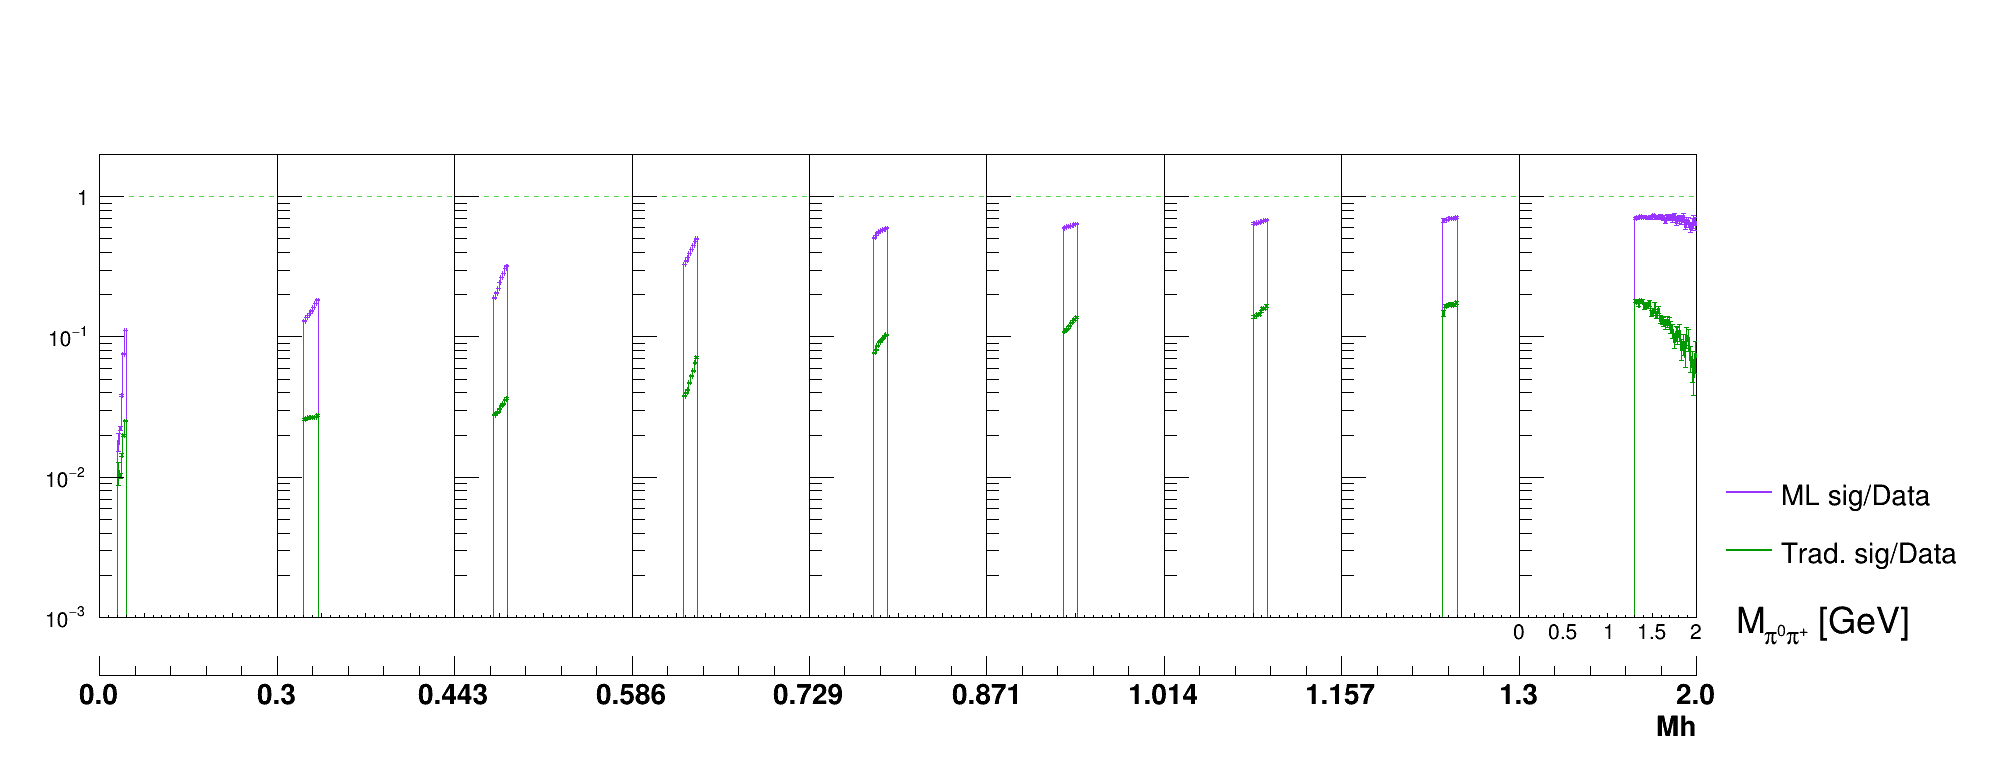 1
10⁻¹
10⁻²
10⁻³
ML sig/Data
Trad. sig/Data
0 0.5 1 1.5 2
M_π⁰π⁺ [GeV]
0.0 0.3 0.443 0.586 0.729 0.871 1.014 1.157 1.3 2.0
Mh